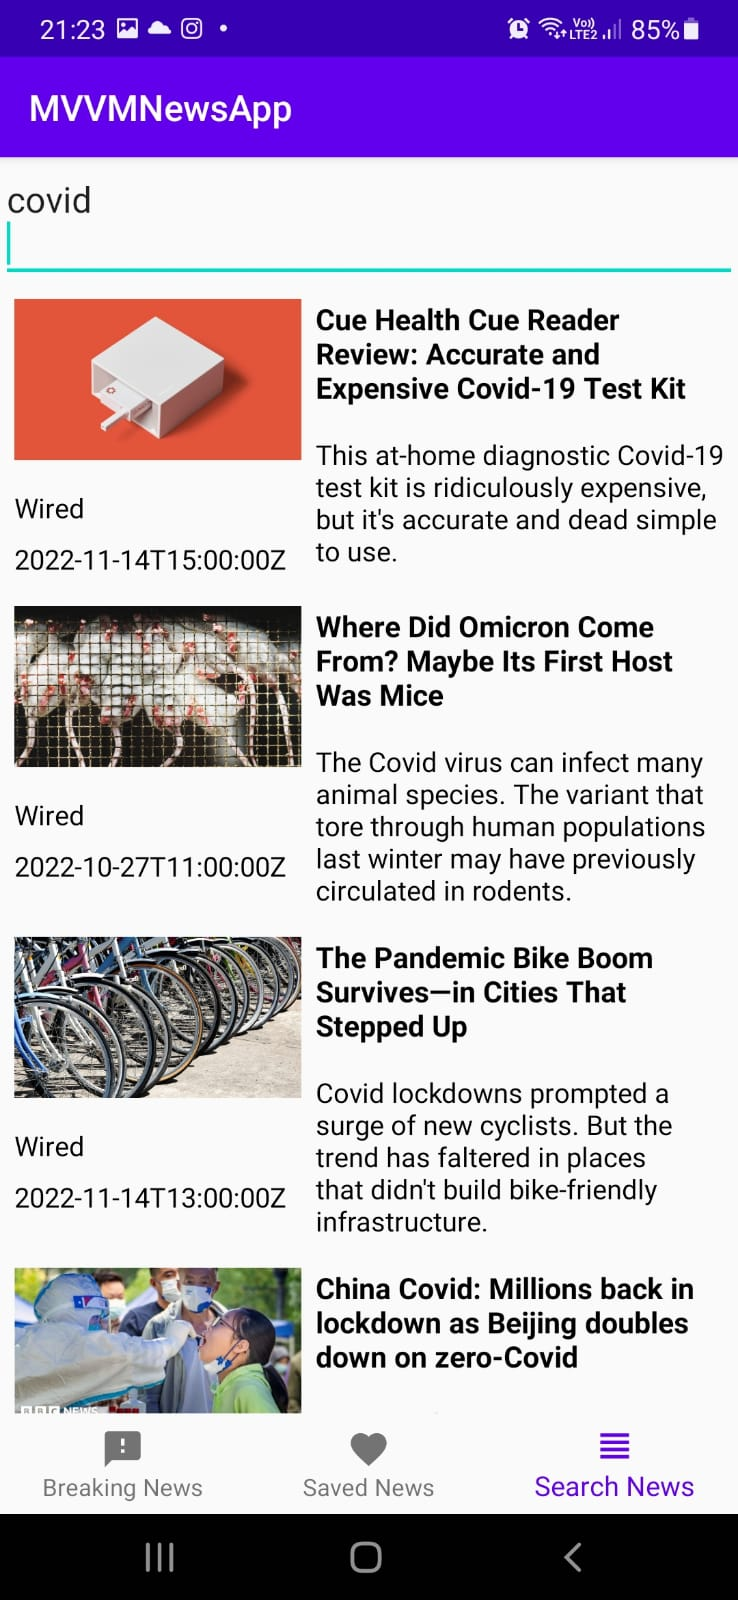 21:23
Vo))
LTE2
85%
MVVMNewsApp
covid
Cue Health Cue Reader
Review: Accurate and
Expensive Covid-19 Test Kit
This at-home diagnostic Covid-19
test kit is ridiculously expensive,
but it's accurate and dead simple
to use.
Wired
2022-11-14T15:00:00Z
Where Did Omicron Come
From? Maybe Its First Host
Was Mice
The Covid virus can infect many
animal species. The variant that
tore through human populations
last winter may have previously
circulated in rodents.
Wired
2022-10-27T11:00:00Z
The Pandemic Bike Boom
Survives—in Cities That
Stepped Up
Covid lockdowns prompted a
surge of new cyclists. But the
trend has faltered in places
that didn't build bike-friendly
infrastructure.
Wired
2022-11-14T13:00:00Z
China Covid: Millions back in
lockdown as Beijing doubles
down on zero-Covid
BBC NEWS
Breaking News
Saved News
Search News